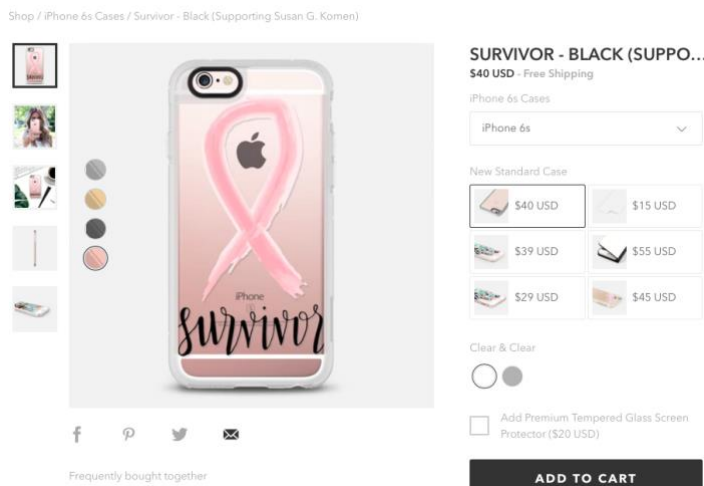 Shop / iPhone 6s Cases / Survivor - Black (Supporting Susan G. Komen)
SURVIVOR - BLACK (SUPPO...
$40 USD - Free Shipping
iPhone 6s Cases
iPhone 6s
New Standard Case
$40 USD
$15 USD
$39 USD
$55 USD
$29 USD
$45 USD
Clear & Clear
Add Premium Tempered Glass Screen
Protector ($20 USD)
ADD TO CART
iPhone
survivor
Frequently bought together